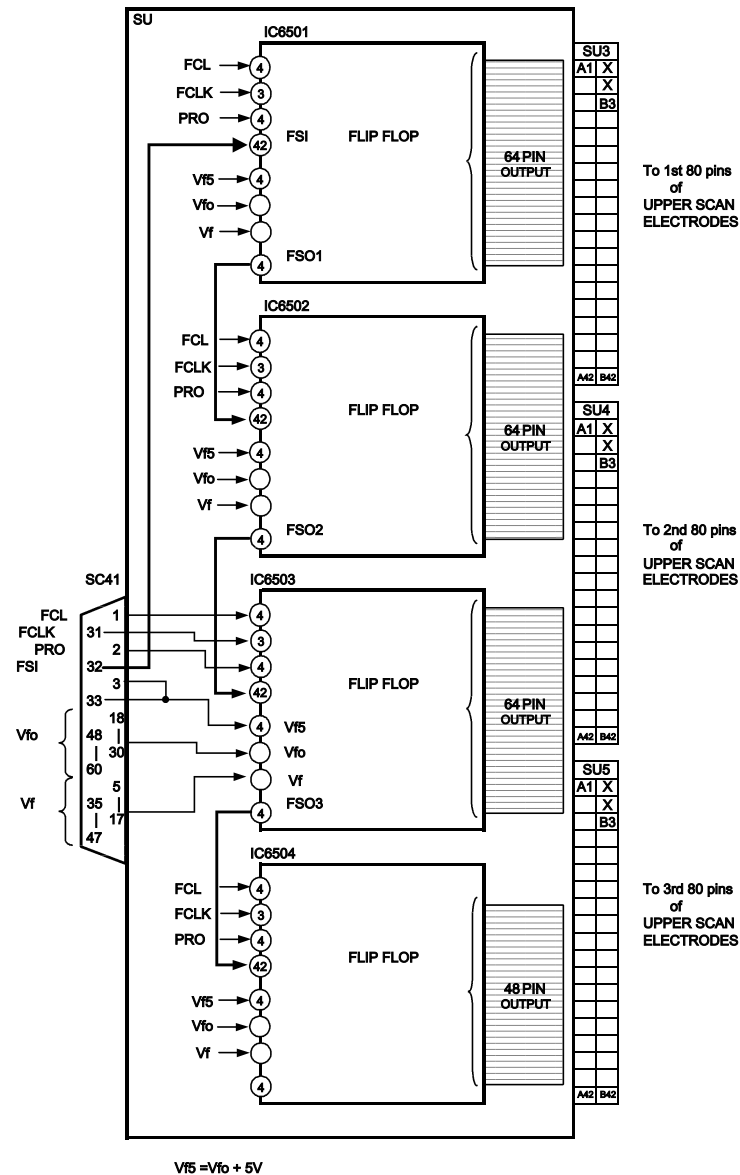 SU
IC6501
FCL 4
FCLK 3
PRO 4
42 FSI
FLIP FLOP
Vf5 4
Vfo
Vf
4 FSO1
64 PIN
OUTPUT
SU3
A1 X
X
B3
A42 B42
To 1st 80 pins
of
UPPER SCAN
ELECTRODES
IC6502
FCL 4
FCLK 3
PRO 4
42
FLIP FLOP
Vf5 4
Vfo
Vf
4 FSO2
64 PIN
OUTPUT
SU4
A1 X
X
B3
A42 B42
To 2nd 80 pins
of
UPPER SCAN
ELECTRODES
SC41
FCL 1
FCLK 31
PRO 2
FSI 32
3
33
Vfo
18
48 |
| 30
60
Vf
5
35 |
| 17
47
IC6503
4
3
4
42
FLIP FLOP
4 Vf5
Vfo
Vf
4 FSO3
64 PIN
OUTPUT
SU5
A1 X
X
B3
A42 B42
To 3rd 80 pins
of
UPPER SCAN
ELECTRODES
IC6504
FCL 4
FCLK 3
PRO 4
42
FLIP FLOP
Vf5 4
Vfo
Vf
4
48 PIN
OUTPUT
Vf5 =Vfo + 5V